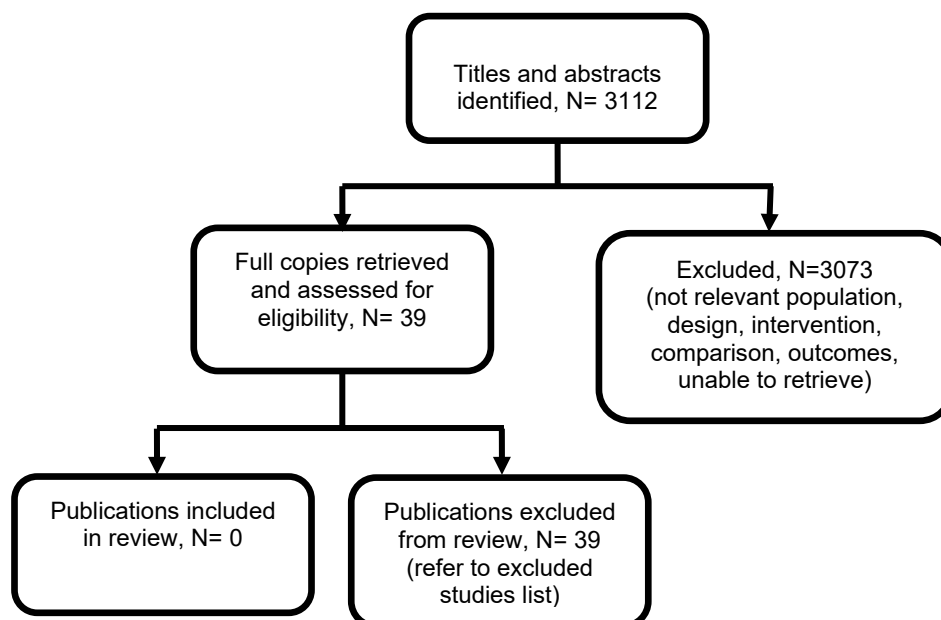 Titles and abstracts
identified, N= 3112
Full copies retrieved
and assessed for
eligibility, N= 39
Excluded, N=3073
(not relevant population,
design, intervention,
comparison, outcomes,
unable to retrieve)
Publications included
in review, N= 0
Publications excluded
from review, N= 39
(refer to excluded
studies list)